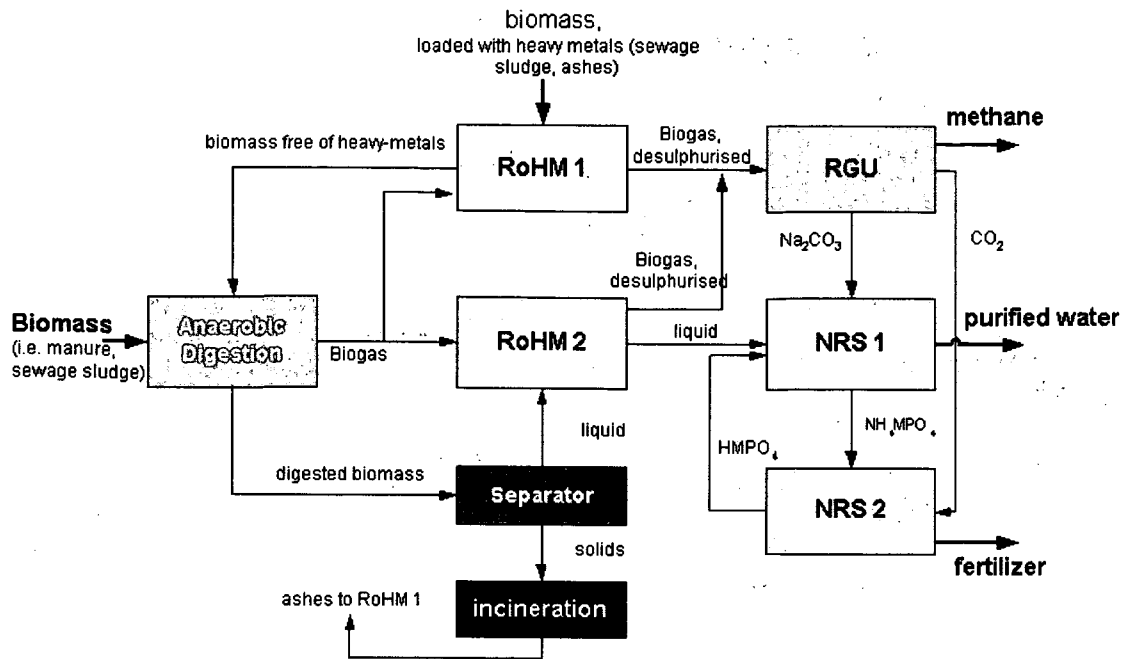 biomass,
loaded with heavy metals (sewage
sludge, ashes)
biomass free of heavy-metals
RoHM 1
Biogas,
desulphurised
RGU
methane
Na₂CO₃
CO₂
Biogas,
desulphurised
Biomass
(i.e. manure,
sewage sludge)
Anaerobic
Digestion
Biogas
RoHM 2
liquid
NRS 1
purified water
liquid
HMPO₄
NH₄MPO₄
digested biomass
Separator
NRS 2
solids
fertilizer
ashes to RoHM 1
incineration